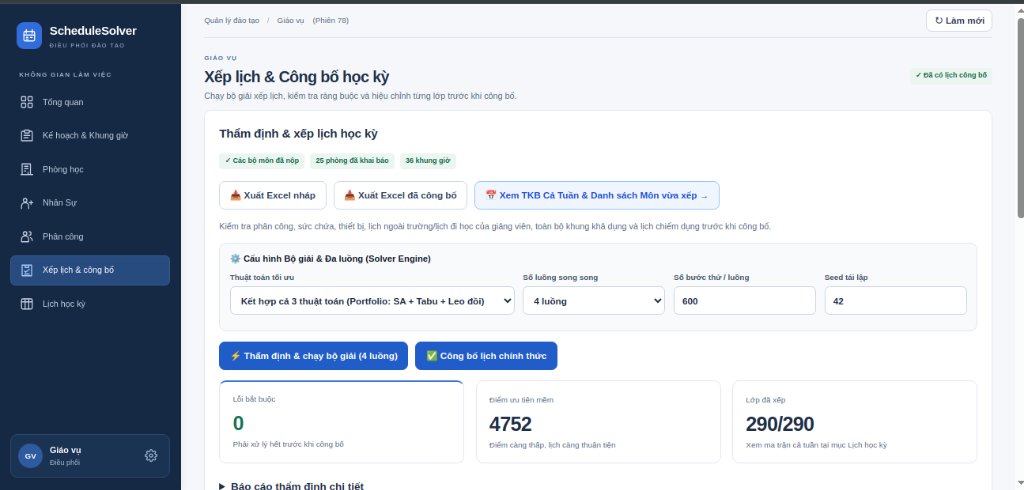 ScheduleSolver
ĐIỀU PHỐI ĐÀO TẠO
KHÔNG GIAN LÀM VIỆC
Tổng quan
Kế hoạch & Khung giờ
Phòng học
Nhân Sự
Phân công
Xếp lịch & công bố
Lịch học kỳ
GV
Giáo vụ
Điều phối
Quản lý đào tạo / Giáo vụ (Phiên 78)
↻ Làm mới
GIÁO VỤ
Xếp lịch & Công bố học kỳ
✓ Đã có lịch công bố
Chạy bộ giải xếp lịch, kiểm tra ràng buộc và hiệu chỉnh từng lớp trước khi công bố.
Thẩm định & xếp lịch học kỳ
✓ Các bộ môn đã nộp
25 phòng đã khai báo
36 khung giờ
Xuất Excel nháp
Xuất Excel đã công bố
Xem TKB Cả Tuần & Danh sách Môn vừa xếp →
Kiểm tra phân công, sức chứa, thiết bị, lịch ngoài trường/lịch đi học của giảng viên, toàn bộ khung khả dụng và lịch chiếm dụng trước khi công bố.
Cấu hình Bộ giải & Đa luồng (Solver Engine)
Thuật toán tối ưu
Số luồng song song
Số bước thử / luồng
Seed tái lập
Kết hợp cả 3 thuật toán (Portfolio: SA + Tabu + Leo đồi)
4 luồng
600
42
⚡ Thẩm định & chạy bộ giải (4 luồng)
✅ Công bố lịch chính thức
Lỗi bắt buộc
0
Phải xử lý hết trước khi công bố
Điểm ưu tiên mềm
4752
Điểm càng thấp, lịch càng thuận tiện
Lớp đã xếp
290/290
Xem ma trận cả tuần tại mục Lịch học kỳ
▶ Báo cáo thẩm định chi tiết